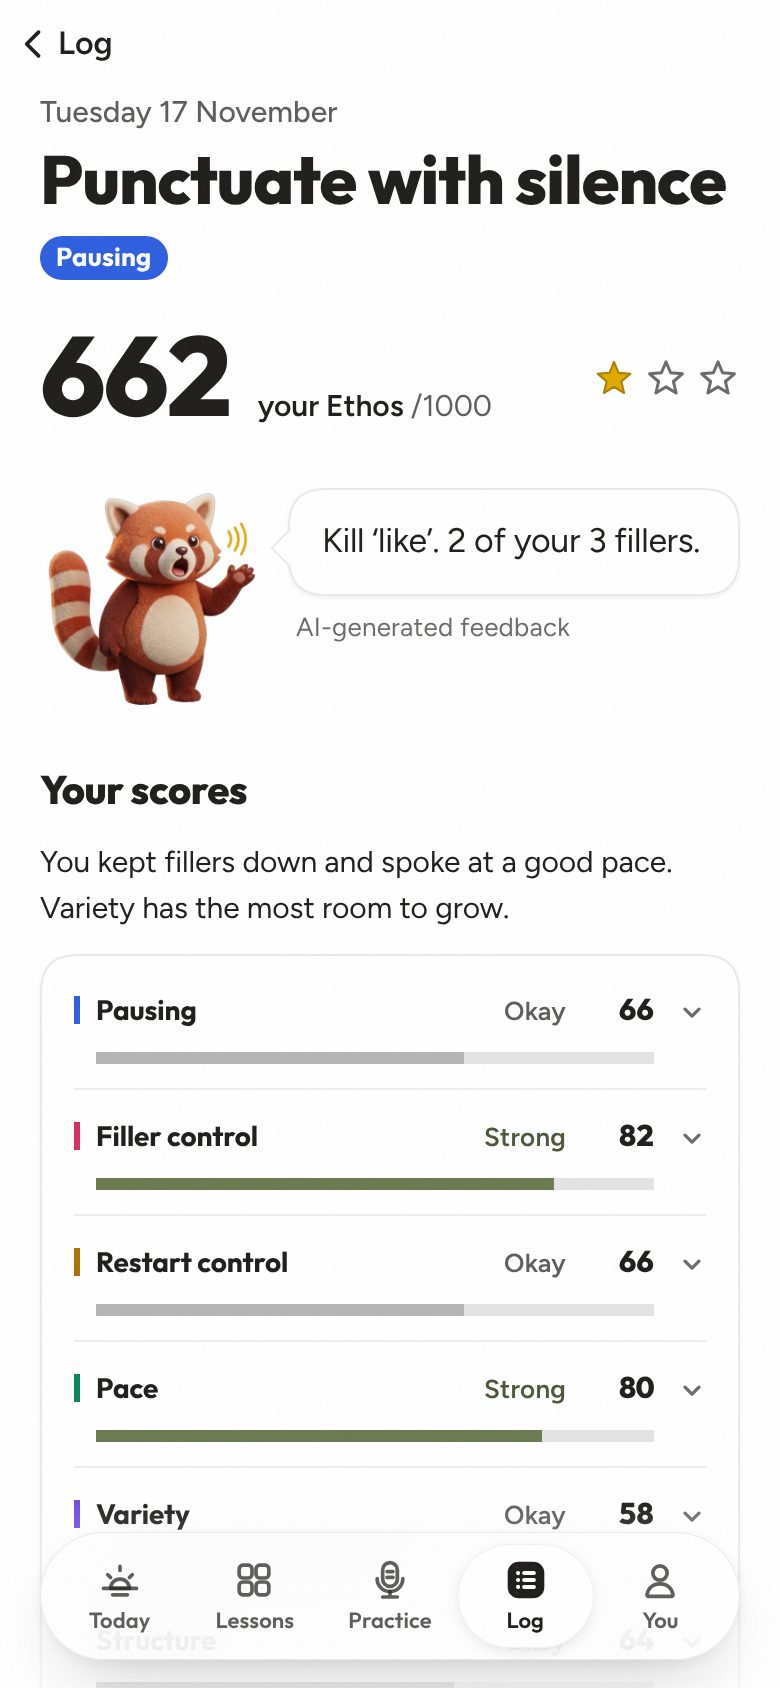 Log
Tuesday 17 November
Punctuate with silence
Pausing
662 your Ethos /1000
Kill ‘like’. 2 of your 3 fillers.
AI-generated feedback
Your scores
You kept fillers down and spoke at a good pace.
Variety has the most room to grow.
Pausing Okay 66
Filler control Strong 82
Restart control Okay 66
Pace Strong 80
Variety Okay 58
Structure 64
Today Lessons Practice Log You